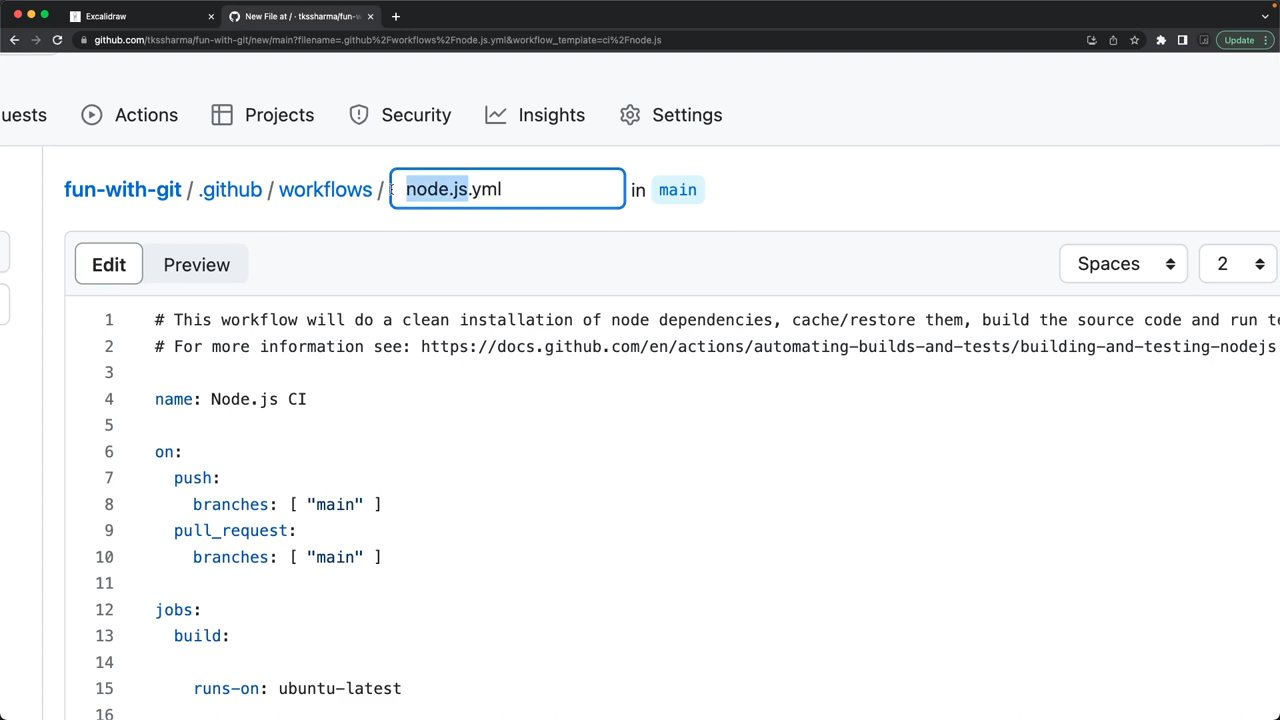 Excalidraw
New File at / · tkssharma/fun-w
github.com/tkssharma/fun-with-git/new/main?filename=.github%2Fworkflows%2Fnode.js.yml&workflow_template=ci%2Fnode.js
Update
uests Actions Projects Security Insights Settings
fun-with-git / .github / workflows / node.js.yml in main
Edit Preview Spaces 2
1 # This workflow will do a clean installation of node dependencies, cache/restore them, build the source code and run te
2 # For more information see: https://docs.github.com/en/actions/automating-builds-and-tests/building-and-testing-nodejs
3
4 name: Node.js CI
5
6 on:
7 push:
8 branches: [ "main" ]
9 pull_request:
10 branches: [ "main" ]
11
12 jobs:
13 build:
14
15 runs-on: ubuntu-latest
16